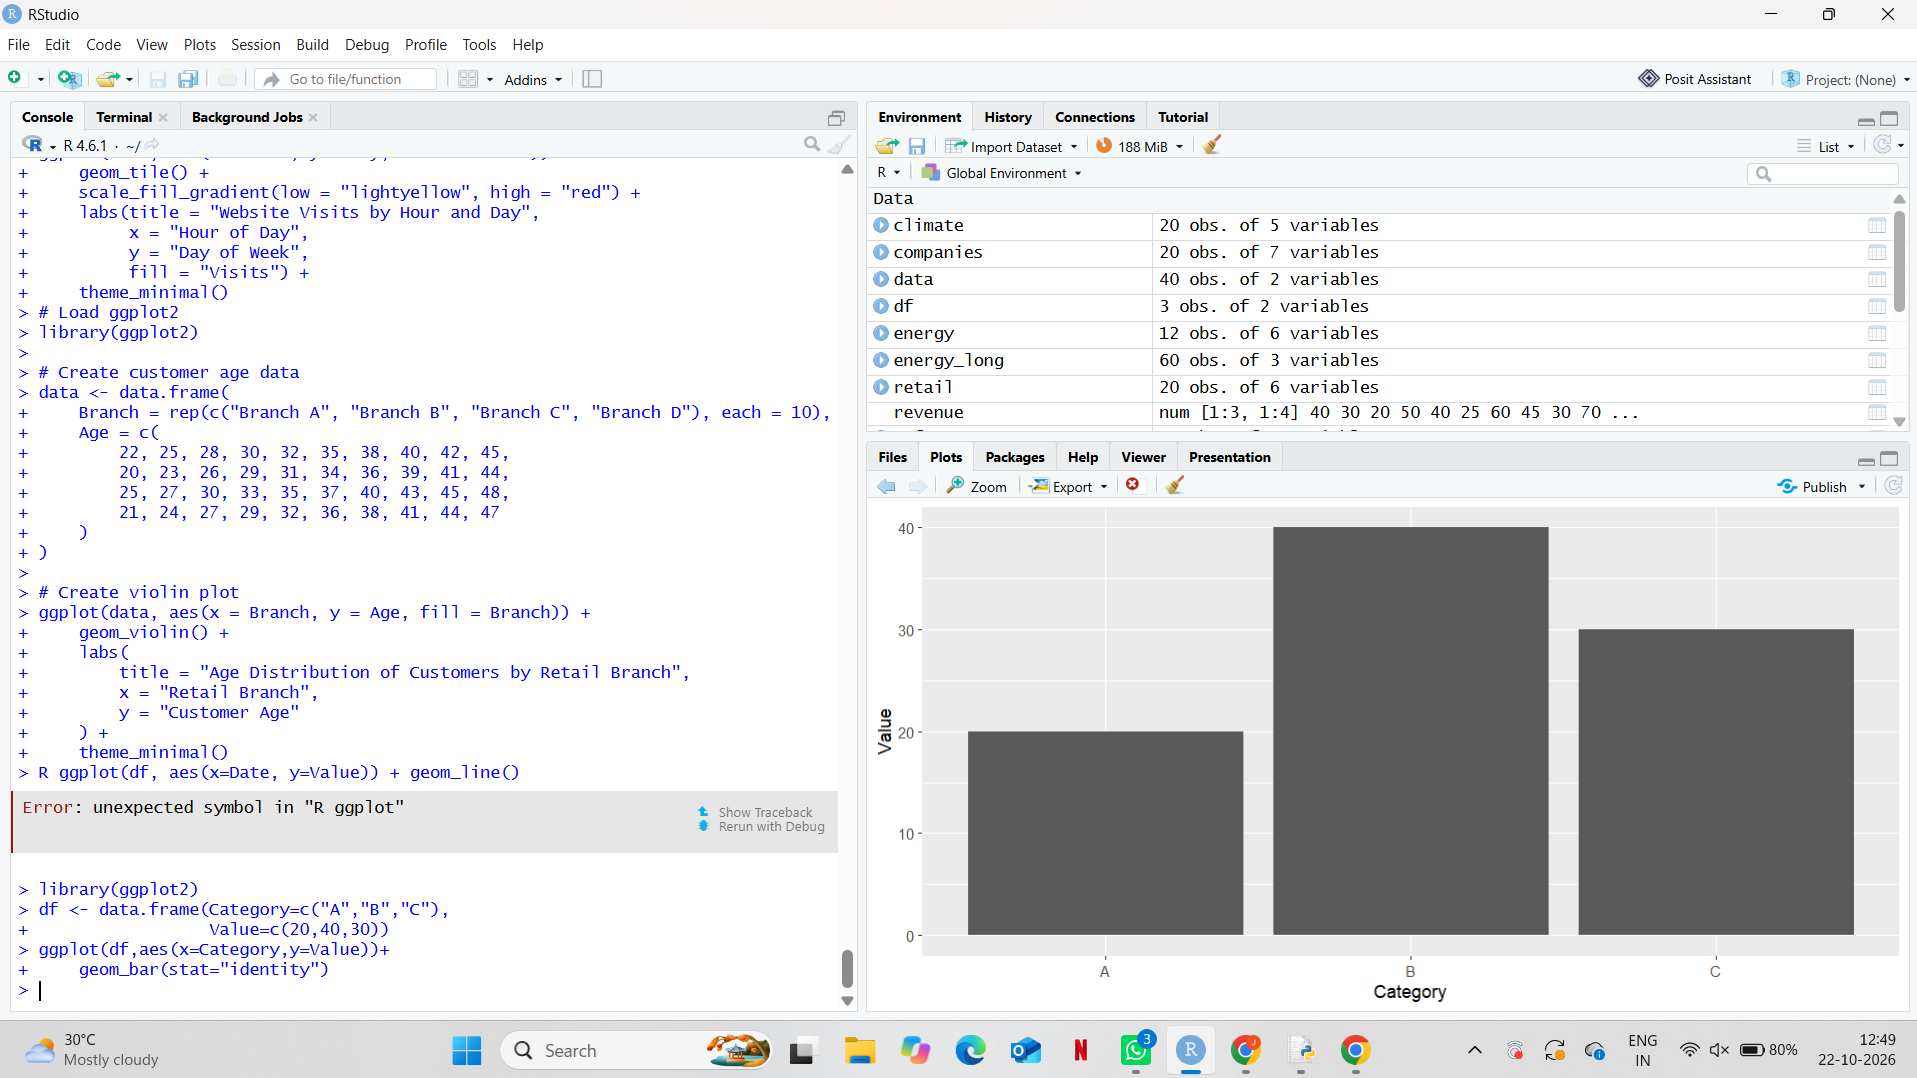 RStudio
File Edit Code View Plots Session Build Debug Profile Tools Help
Go to file/function Addins Posit Assistant Project: (None)
Console Terminal Background Jobs
R 4.6.1 · ~/
+     geom_tile() +
+     scale_fill_gradient(low = "lightyellow", high = "red") +
+     labs(title = "Website Visits by Hour and Day",
+          x = "Hour of Day",
+          y = "Day of Week",
+          fill = "Visits") +
+     theme_minimal()
> # Load ggplot2
> library(ggplot2)
>
> # Create customer age data
> data <- data.frame(
+     Branch = rep(c("Branch A", "Branch B", "Branch C", "Branch D"), each = 10),
+     Age = c(
+         22, 25, 28, 30, 32, 35, 38, 40, 42, 45,
+         20, 23, 26, 29, 31, 34, 36, 39, 41, 44,
+         25, 27, 30, 33, 35, 37, 40, 43, 45, 48,
+         21, 24, 27, 29, 32, 36, 38, 41, 44, 47
+     )
+ )
>
> # Create violin plot
> ggplot(data, aes(x = Branch, y = Age, fill = Branch)) +
+     geom_violin() +
+     labs(
+         title = "Age Distribution of Customers by Retail Branch",
+         x = "Retail Branch",
+         y = "Customer Age"
+     ) +
+     theme_minimal()
> R ggplot(df, aes(x=Date, y=Value)) + geom_line()
Error: unexpected symbol in "R ggplot"
Show Traceback
Rerun with Debug
> library(ggplot2)
> df <- data.frame(Category=c("A","B","C"),
+                  Value=c(20,40,30))
> ggplot(df,aes(x=Category,y=Value))+
+     geom_bar(stat="identity")
>
Environment History Connections Tutorial
Import Dataset 188 MiB List
R Global Environment
Data
climate 20 obs. of 5 variables
companies 20 obs. of 7 variables
data 40 obs. of 2 variables
df 3 obs. of 2 variables
energy 12 obs. of 6 variables
energy_long 60 obs. of 3 variables
retail 20 obs. of 6 variables
revenue num [1:3, 1:4] 40 30 20 50 40 25 60 45 30 70 ...
Files Plots Packages Help Viewer Presentation
Zoom Export Publish
40
30
20
10
0
Value
A B C
Category
30°C
Mostly cloudy
Search
3
ENG
IN
80%
12:49
22-10-2026